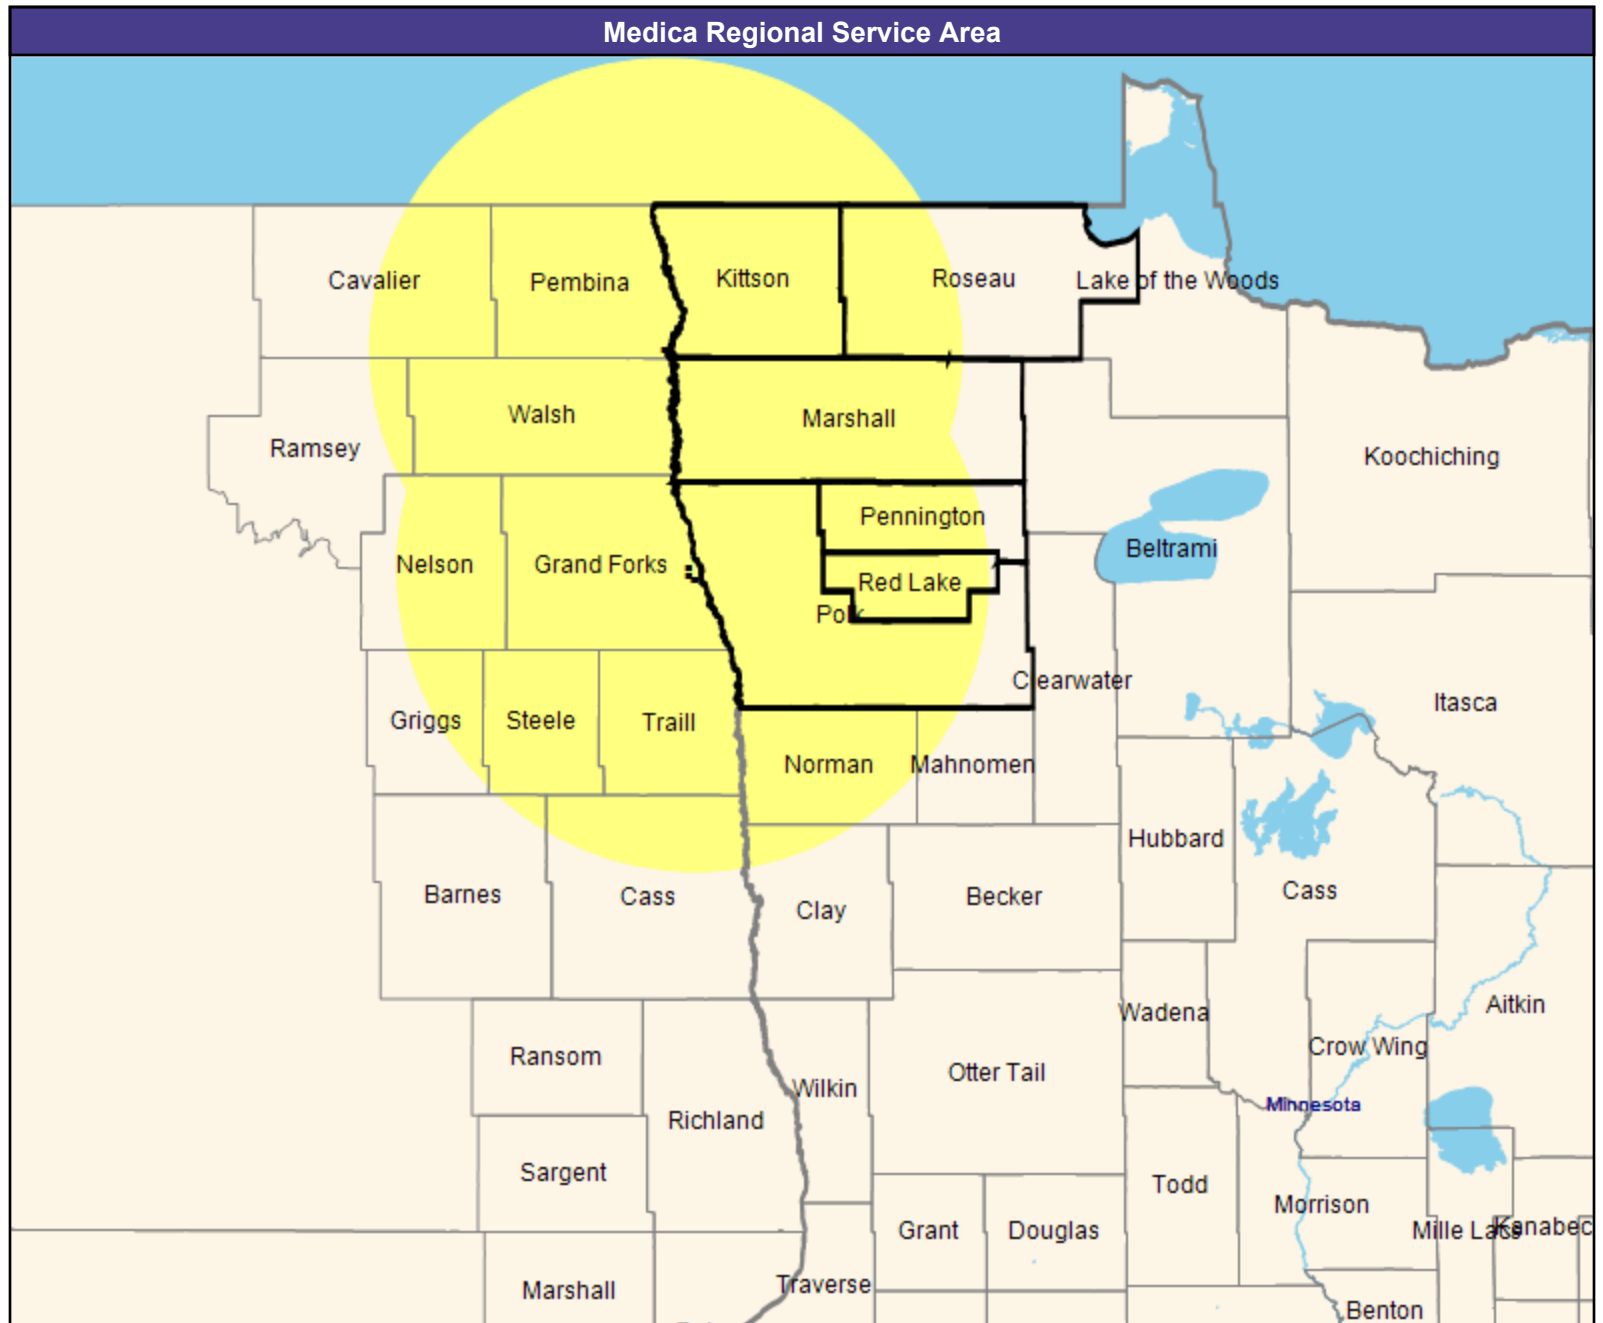 Medica Regional Service Area
Cavalier
Pembina
Kittson
Roseau
Lake of the Woods
Walsh
Marshall
Ramsey
Koochiching
Pennington
Nelson
Grand Forks
Beltrami
Red Lake
Polk
Clearwater
Griggs
Steele
Traill
Itasca
Norman
Mahnomen
Hubbard
Barnes
Cass
Clay
Becker
Cass
Wadena
Aitkin
Ransom
Otter Tail
Crow Wing
Wilkin
Minnesota
Richland
Sargent
Todd
Morrison
Grant
Douglas
Mille Lacs
Kanabec
Marshall
Traverse
Benton